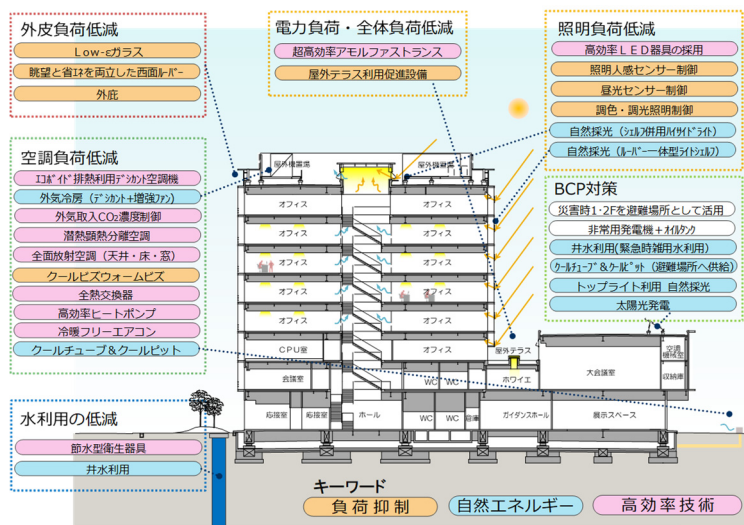 外皮負荷低減
Low-εガラス
眺望と省ｴﾈを両立した西面ﾙｰﾊﾞｰ
外庇
電力負荷・全体負荷低減
超高効率アモルファストランス
屋外テラス利用促進設備
照明負荷低減
高効率ＬＥＤ器具の採用
照明人感センサー制御
昼光センサー制御
調色・調光照明制御
自然採光（ｼｪﾙﾌ併用ﾊｲｻｲﾄﾞﾗｲﾄ）
自然採光（ﾙｰﾊﾞｰ一体型ﾗｲﾄｼｪﾙﾌ）
空調負荷低減
ｴｺﾎﾞｲﾄﾞ排熱利用ﾃﾞｼｶﾝﾄ空調機
外気冷房（ﾃﾞｼｶﾝﾄ+増強ﾌｧﾝ）
外気取入CO₂濃度制御
潜熱顕熱分離空調
全面放射空調（天井・床・窓）
クールビズウォームビズ
全熱交換器
高効率ヒートポンプ
冷暖フリーエアコン
クールチューブ＆クールピット
BCP対策
災害時1･2Fを避難場所として活用
非常用発電機＋ｵｲﾙﾀﾝｸ
井水利用(緊急時雑用水利用)
ｸｰﾙﾁｭｰﾌﾞ＆ｸｰﾙﾋﾟｯﾄ（避難場所へ供給）
トップライト利用 自然採光
太陽光発電
水利用の低減
節水型衛生器具
井水利用
屋外機置場
屋外機置場
オフィス
オフィス
オフィス
オフィス
オフィス
オフィス
オフィス
オフィス
オフィス
オフィス
ＣＰＵ室
オフィス
屋外テラス
会議室
WC
WC
ホワイエ
大会議室
空調機械室
収納庫
応接室
応接室
ホール
WC
WC
倉庫
ガイダンスホール
展示スペース
キーワード
負荷抑制
自然エネルギー
高効率技術